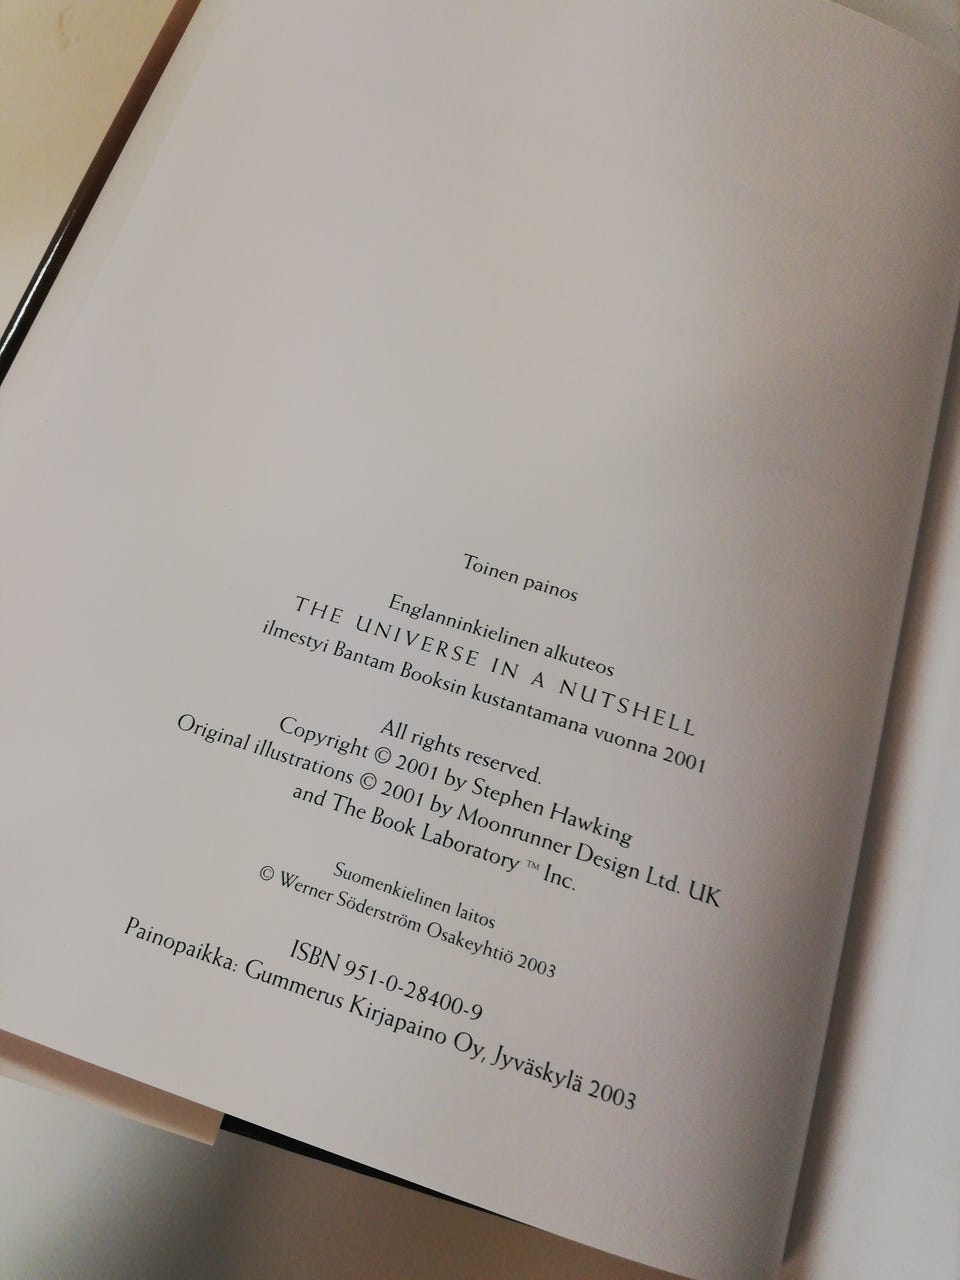 Toinen painos
Englanninkielinen alkuteos
THE UNIVERSE IN A NUTSHELL
ilmestyi Bantam Booksin kustantamana vuonna 2001
All rights reserved.
Copyright © 2001 by Stephen Hawking
Original illustrations © 2001 by Moonrunner Design Ltd. UK
and The Book Laboratory ™ Inc.
Suomenkielinen laitos
© Werner Söderström Osakeyhtiö 2003
ISBN 951-0-28400-9
Painopaikka: Gummerus Kirjapaino Oy, Jyväskylä 2003